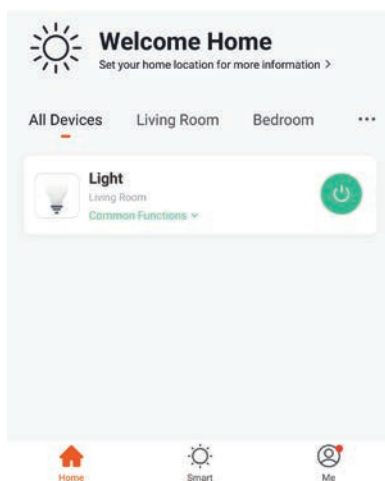 Welcome Home
Set your home location for more information >
All Devices Living Room Bedroom ...
Light
Living Room
Common Functions
Home Smart Me